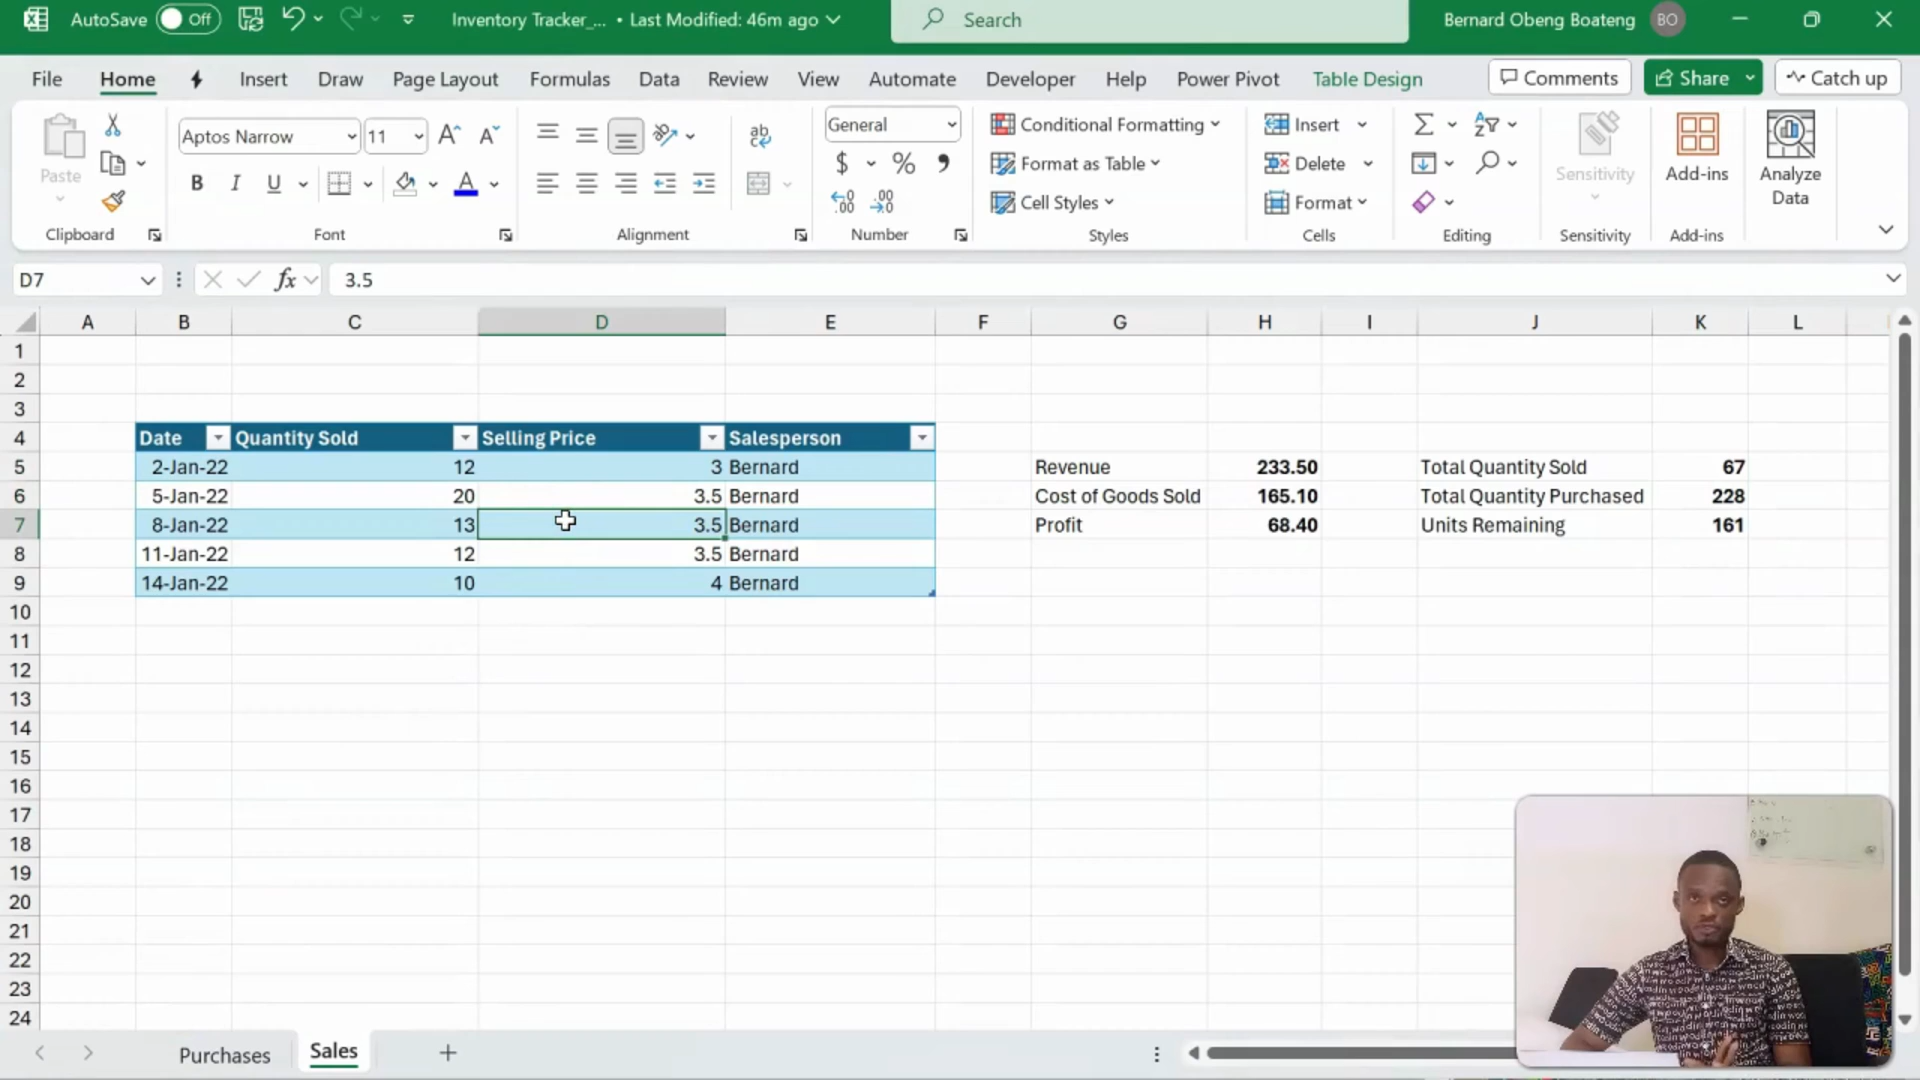 AutoSave Off Inventory Tracker_... • Last Modified: 46m ago Search Bernard Obeng Boateng BO
File Home Insert Draw Page Layout Formulas Data Review View Automate Developer Help Power Pivot Table Design Comments Share Catch up
Paste
Clipboard
Aptos Narrow 11
B I U A
Font
ab
Alignment
General
$ % ,
Number
Conditional Formatting
Format as Table
Cell Styles
Styles
Insert
Delete
Format
Cells
Editing
Sensitivity
Sensitivity
Add-ins
Add-ins
Analyze
Data
D7 fx 3.5
A B C D E F G H I J K L
1
2
3
4 Date Quantity Sold Selling Price Salesperson
5 2-Jan-22 12 3 Bernard Revenue 233.50 Total Quantity Sold 67
6 5-Jan-22 20 3.5 Bernard Cost of Goods Sold 165.10 Total Quantity Purchased 228
7 8-Jan-22 13 3.5 Bernard Profit 68.40 Units Remaining 161
8 11-Jan-22 12 3.5 Bernard
9 14-Jan-22 10 4 Bernard
10
11
12
13
14
15
16
17
18
19
20
21
22
23
24
Purchases Sales